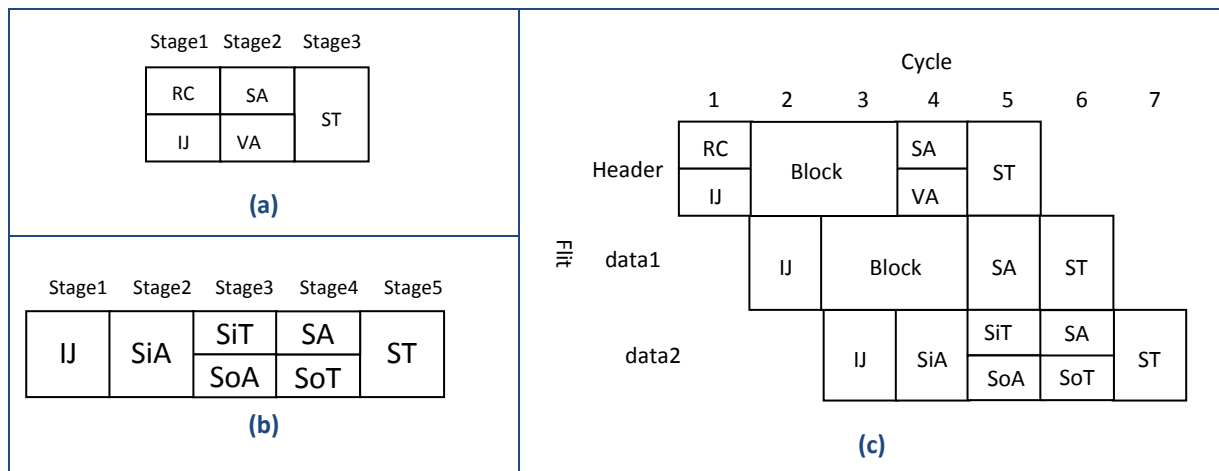 Stage1 Stage2 Stage3
RC SA
ST
IJ VA
(a)
Stage1 Stage2 Stage3 Stage4 Stage5
SiT SA
IJ SiA ST
SoA SoT
(b)
Cycle
1 2 3 4 5 6 7
RC SA
Header Block ST
IJ VA
Flit
data1 IJ Block SA ST
SiT SA
data2 IJ SiA ST
SoA SoT
(c)